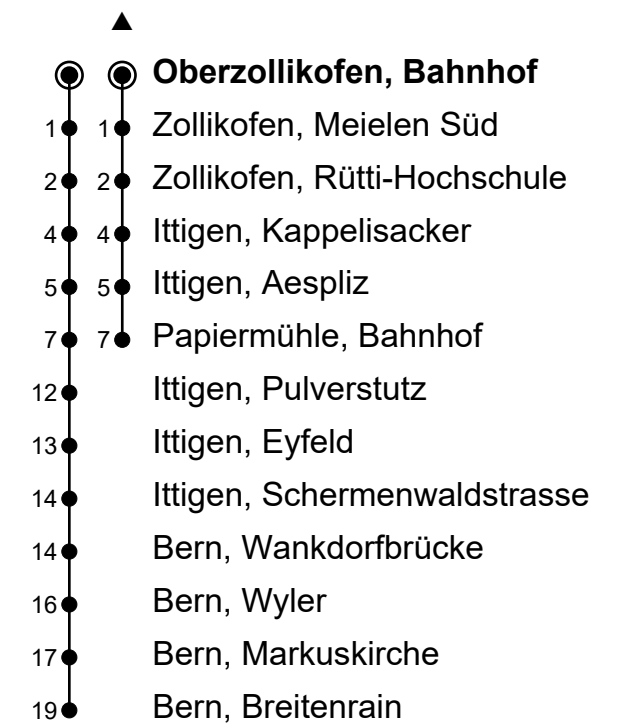 ▲
Oberzollikofen, Bahnhof
1 1 Zollikofen, Meielen Süd
2 2 Zollikofen, Rütti-Hochschule
4 4 Ittigen, Kappelisacker
5 5 Ittigen, Aespliz
7 7 Papiermühle, Bahnhof
12 Ittigen, Pulverstutz
13 Ittigen, Eyfeld
14 Ittigen, Schermenwaldstrasse
14 Bern, Wankdorfbrücke
16 Bern, Wyler
17 Bern, Markuskirche
19 Bern, Breitenrain